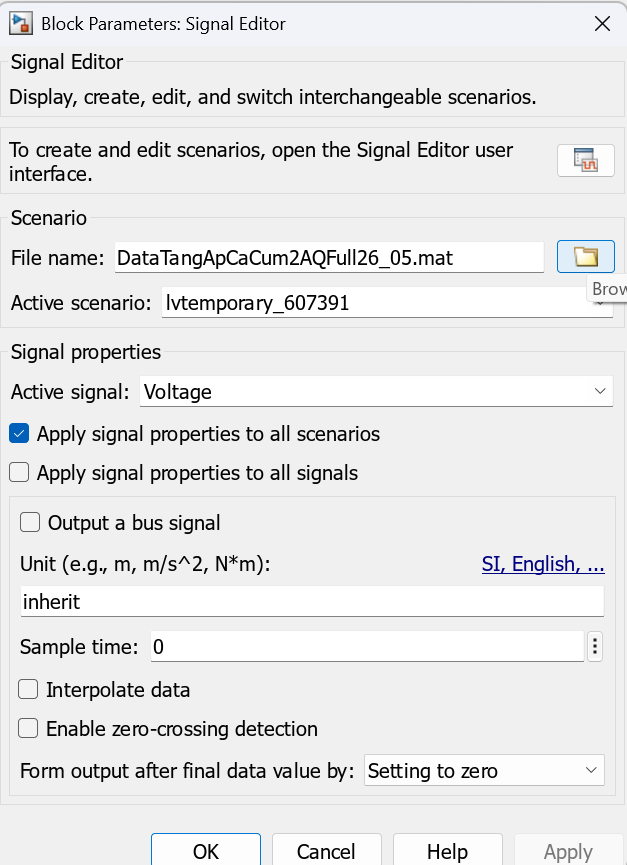 Block Parameters: Signal Editor
Signal Editor
Display, create, edit, and switch interchangeable scenarios.
To create and edit scenarios, open the Signal Editor user
interface.
Scenario
File name: DataTangApCaCum2AQFull26_05.mat
Brow
Active scenario: lvtemporary_607391
Signal properties
Active signal: Voltage
Apply signal properties to all scenarios
Apply signal properties to all signals
Output a bus signal
Unit (e.g., m, m/s^2, N*m): SI, English, ...
inherit
Sample time: 0
Interpolate data
Enable zero-crossing detection
Form output after final data value by: Setting to zero
OK Cancel Help Apply